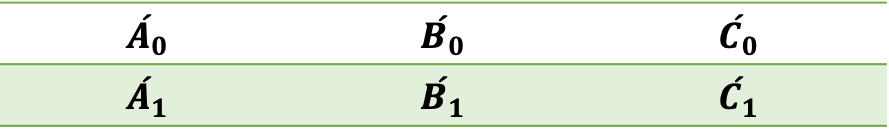 Á₀ B́₀ Ć₀
Á₁ B́₁ Ć₁